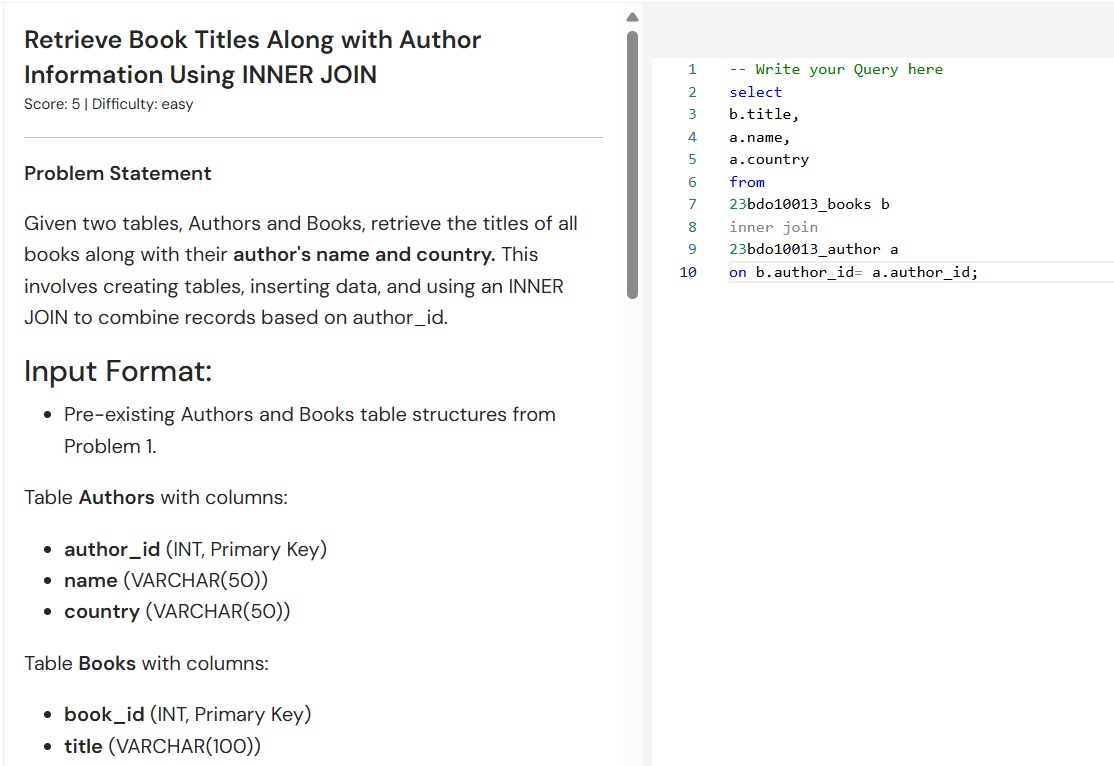 Retrieve Book Titles Along with Author
Information Using INNER JOIN
Score: 5 | Difficulty: easy
Problem Statement
Given two tables, Authors and Books, retrieve the titles of all
books along with their author's name and country. This
involves creating tables, inserting data, and using an INNER
JOIN to combine records based on author_id.
Input Format:
• Pre-existing Authors and Books table structures from
Problem 1.
Table Authors with columns:
• author_id (INT, Primary Key)
• name (VARCHAR(50))
• country (VARCHAR(50))
Table Books with columns:
• book_id (INT, Primary Key)
• title (VARCHAR(100))
1 -- Write your Query here
2 select
3 b.title,
4 a.name,
5 a.country
6 from
7 23bdo10013_books b
8 inner join
9 23bdo10013_author a
10 on b.author_id= a.author_id;